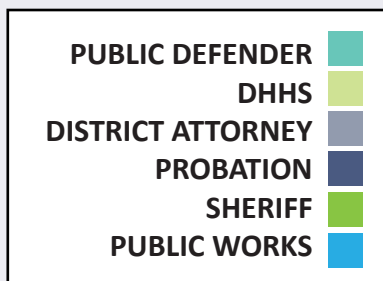 PUBLIC DEFENDER
DHHS
DISTRICT ATTORNEY
PROBATION
SHERIFF
PUBLIC WORKS